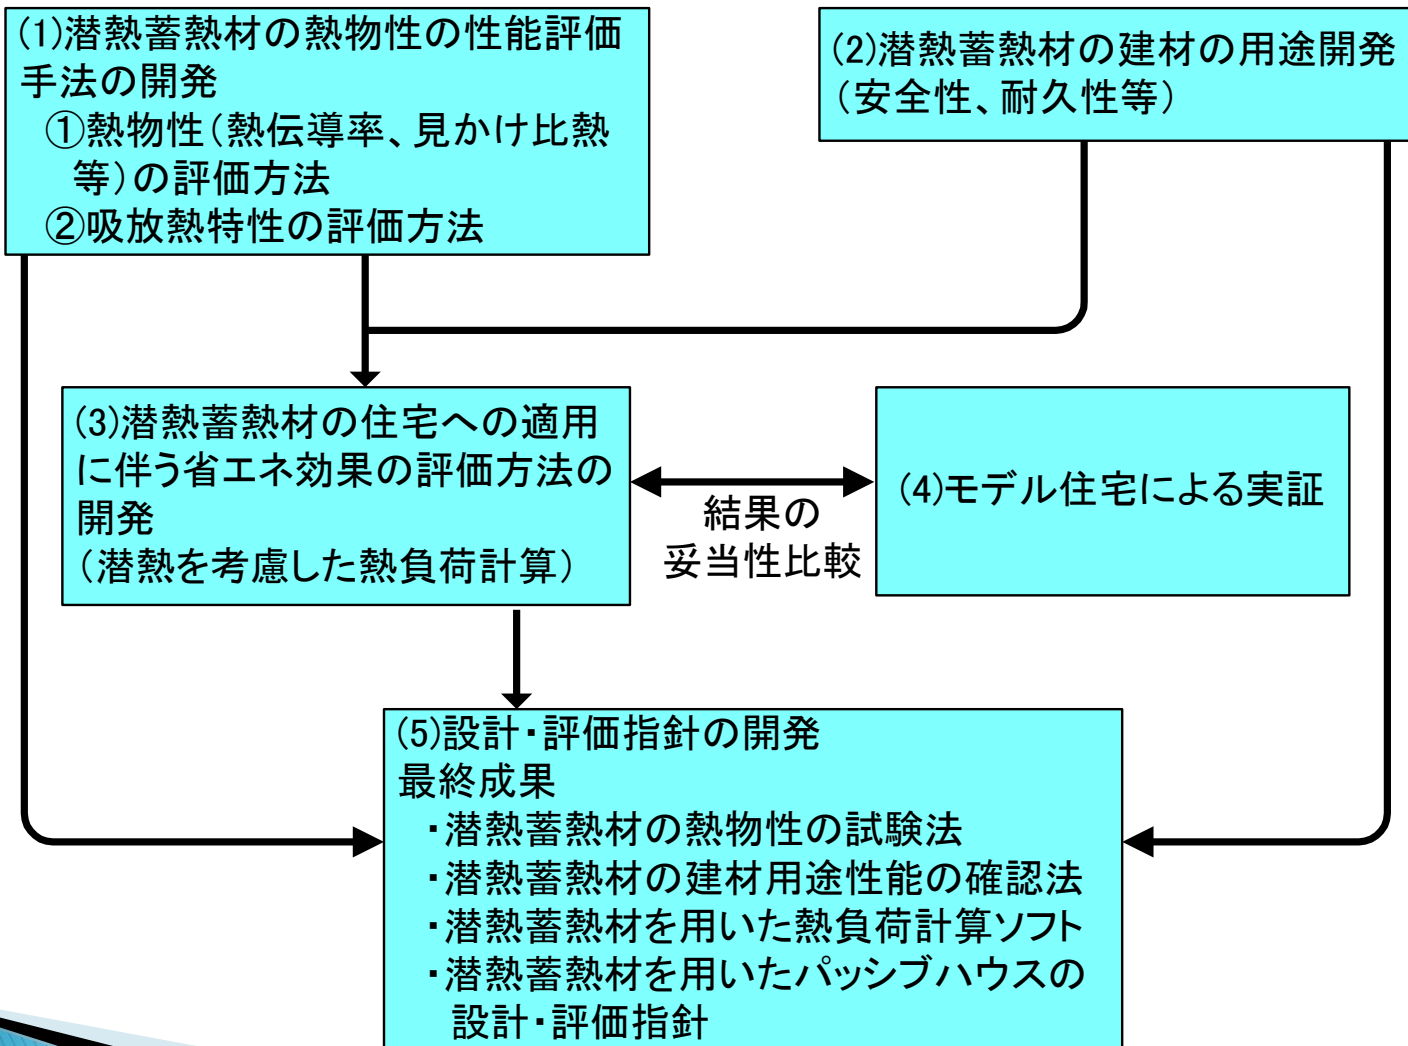 (1)潜熱蓄熱材の熱物性の性能評価
手法の開発
①熱物性(熱伝導率、見かけ比熱
等)の評価方法
②吸放熱特性の評価方法
(2)潜熱蓄熱材の建材の用途開発
(安全性、耐久性等)
(3)潜熱蓄熱材の住宅への適用
に伴う省エネ効果の評価方法の
開発
(潜熱を考慮した熱負荷計算)
結果の
妥当性比較
(4)モデル住宅による実証
(5)設計・評価指針の開発
最終成果
・潜熱蓄熱材の熱物性の試験法
・潜熱蓄熱材の建材用途性能の確認法
・潜熱蓄熱材を用いた熱負荷計算ソフト
・潜熱蓄熱材を用いたパッシブハウスの
設計・評価指針